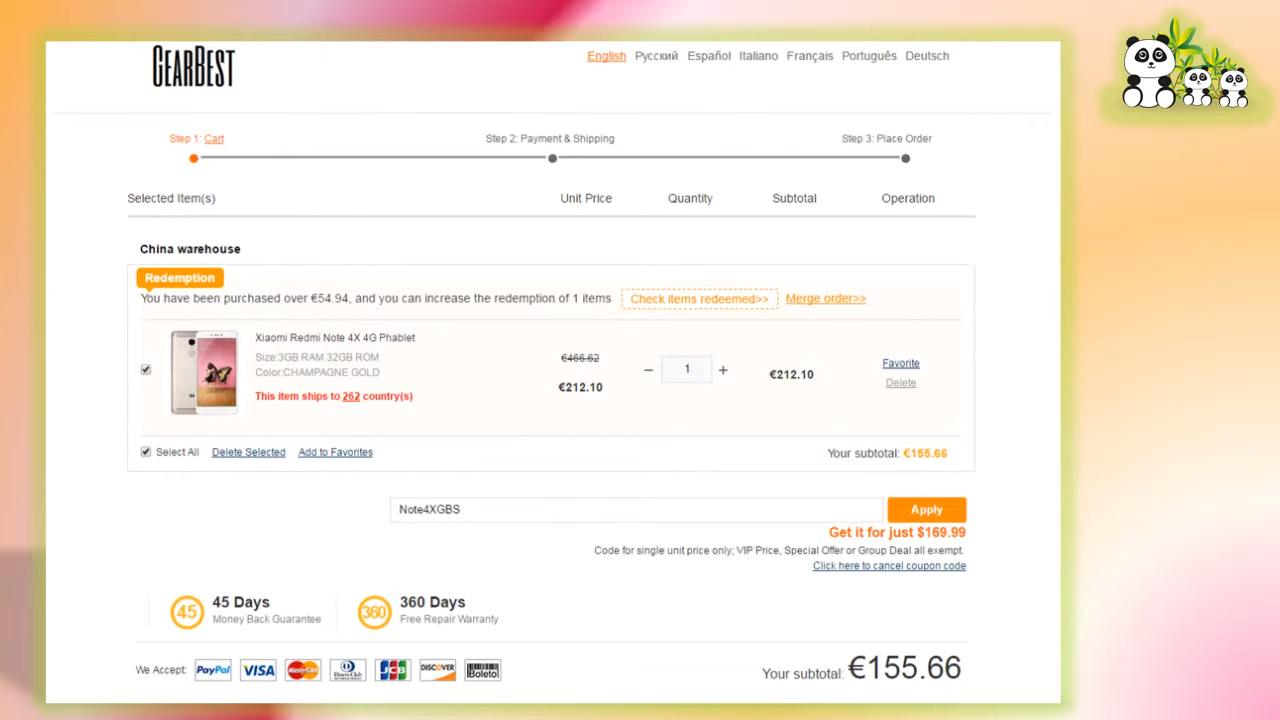 GEARBEST
English Русский Español Italiano Français Português Deutsch
Step 1: Cart Step 2: Payment & Shipping Step 3: Place Order
Selected Item(s) Unit Price Quantity Subtotal Operation
China warehouse
Redemption
You have been purchased over €54.94, and you can increase the redemption of 1 items Check items redeemed>> Merge order>>
Xiaomi Redmi Note 4X 4G Phablet
Size:3GB RAM 32GB ROM
Color:CHAMPAGNE GOLD
This item ships to 262 country(s)
€466.62
€212.10
− 1 +
€212.10
Favorite
Delete
Select All Delete Selected Add to Favorites Your subtotal: €155.66
Note4XGBS Apply
Get it for just $169.99
Code for single unit price only; VIP Price, Special Offer or Group Deal all exempt.
Click here to cancel coupon code
45 45 Days
Money Back Guarantee
360 360 Days
Free Repair Warranty
We Accept: PayPal VISA MasterCard Diners Club INTERNATIONAL JCB DISCOVER Boleto Your subtotal: €155.66